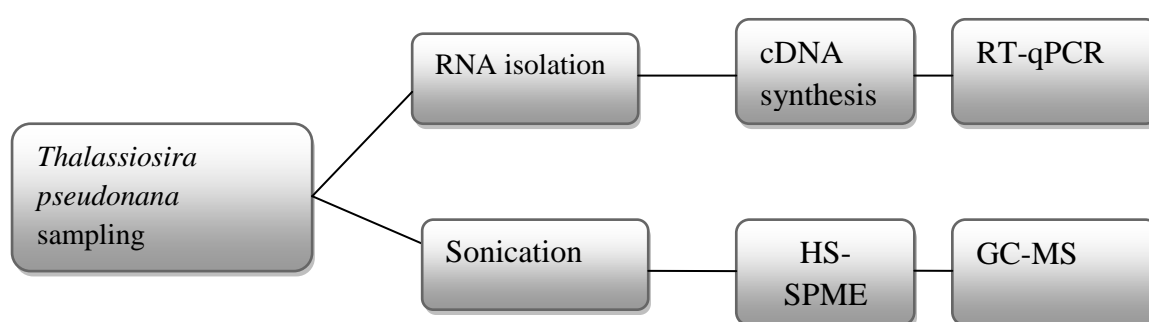 Thalassiosira
pseudonana
sampling
RNA isolation
cDNA
synthesis
RT-qPCR
Sonication
HS-
SPME
GC-MS